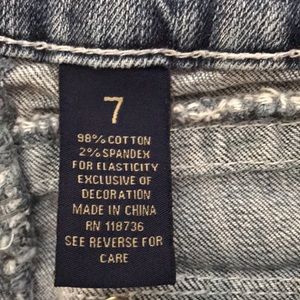 7
98% COTTON
2% SPANDEX
FOR ELASTICITY
EXCLUSIVE OF
DECORATION
MADE IN CHINA
RN 118736
SEE REVERSE FOR
CARE